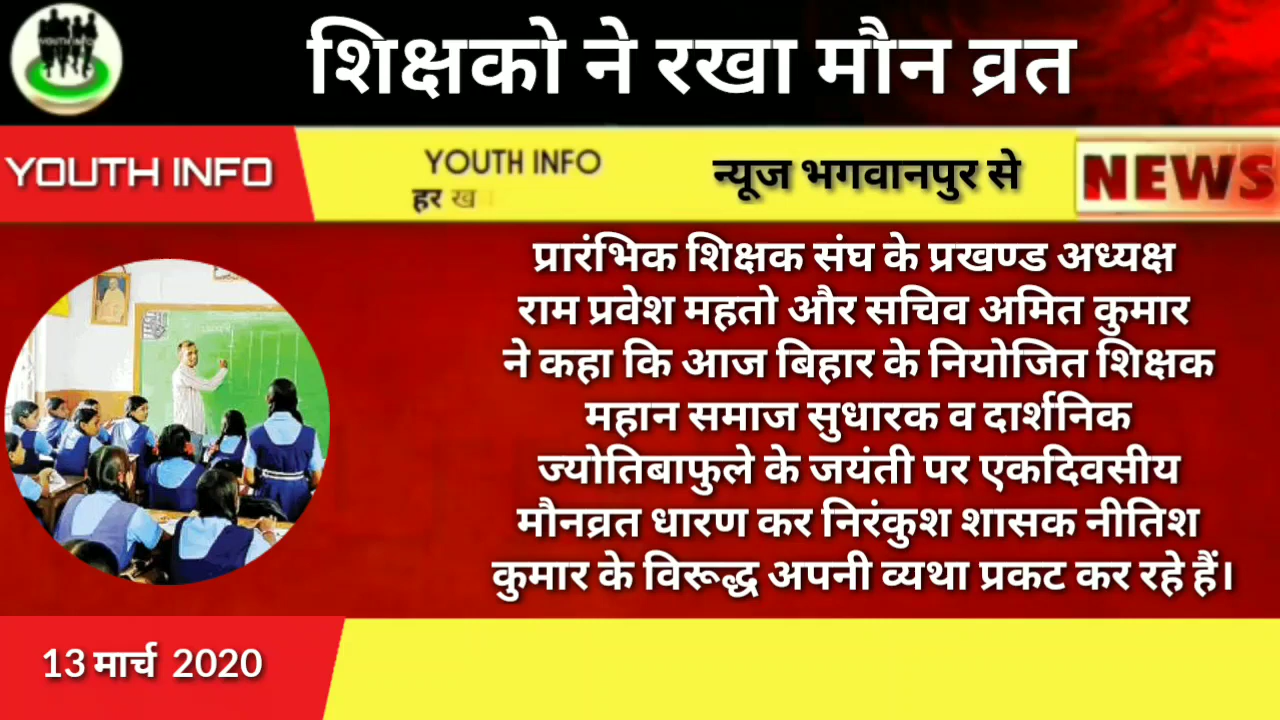 शिक्षको ने रखा मौन व्रत
YOUTH INFO
YOUTH INFO
हर ख
न्यूज भगवानपुर से
NEWS
प्रारंभिक शिक्षक संघ के प्रखण्ड अध्यक्ष
राम प्रवेश महतो और सचिव अमित कुमार
ने कहा कि आज बिहार के नियोजित शिक्षक
महान समाज सुधारक व दार्शनिक
ज्योतिबाफुले के जयंती पर एकदिवसीय
मौनव्रत धारण कर निरंकुश शासक नीतिश
कुमार के विरूद्ध अपनी व्यथा प्रकट कर रहे हैं।
13 मार्च 2020